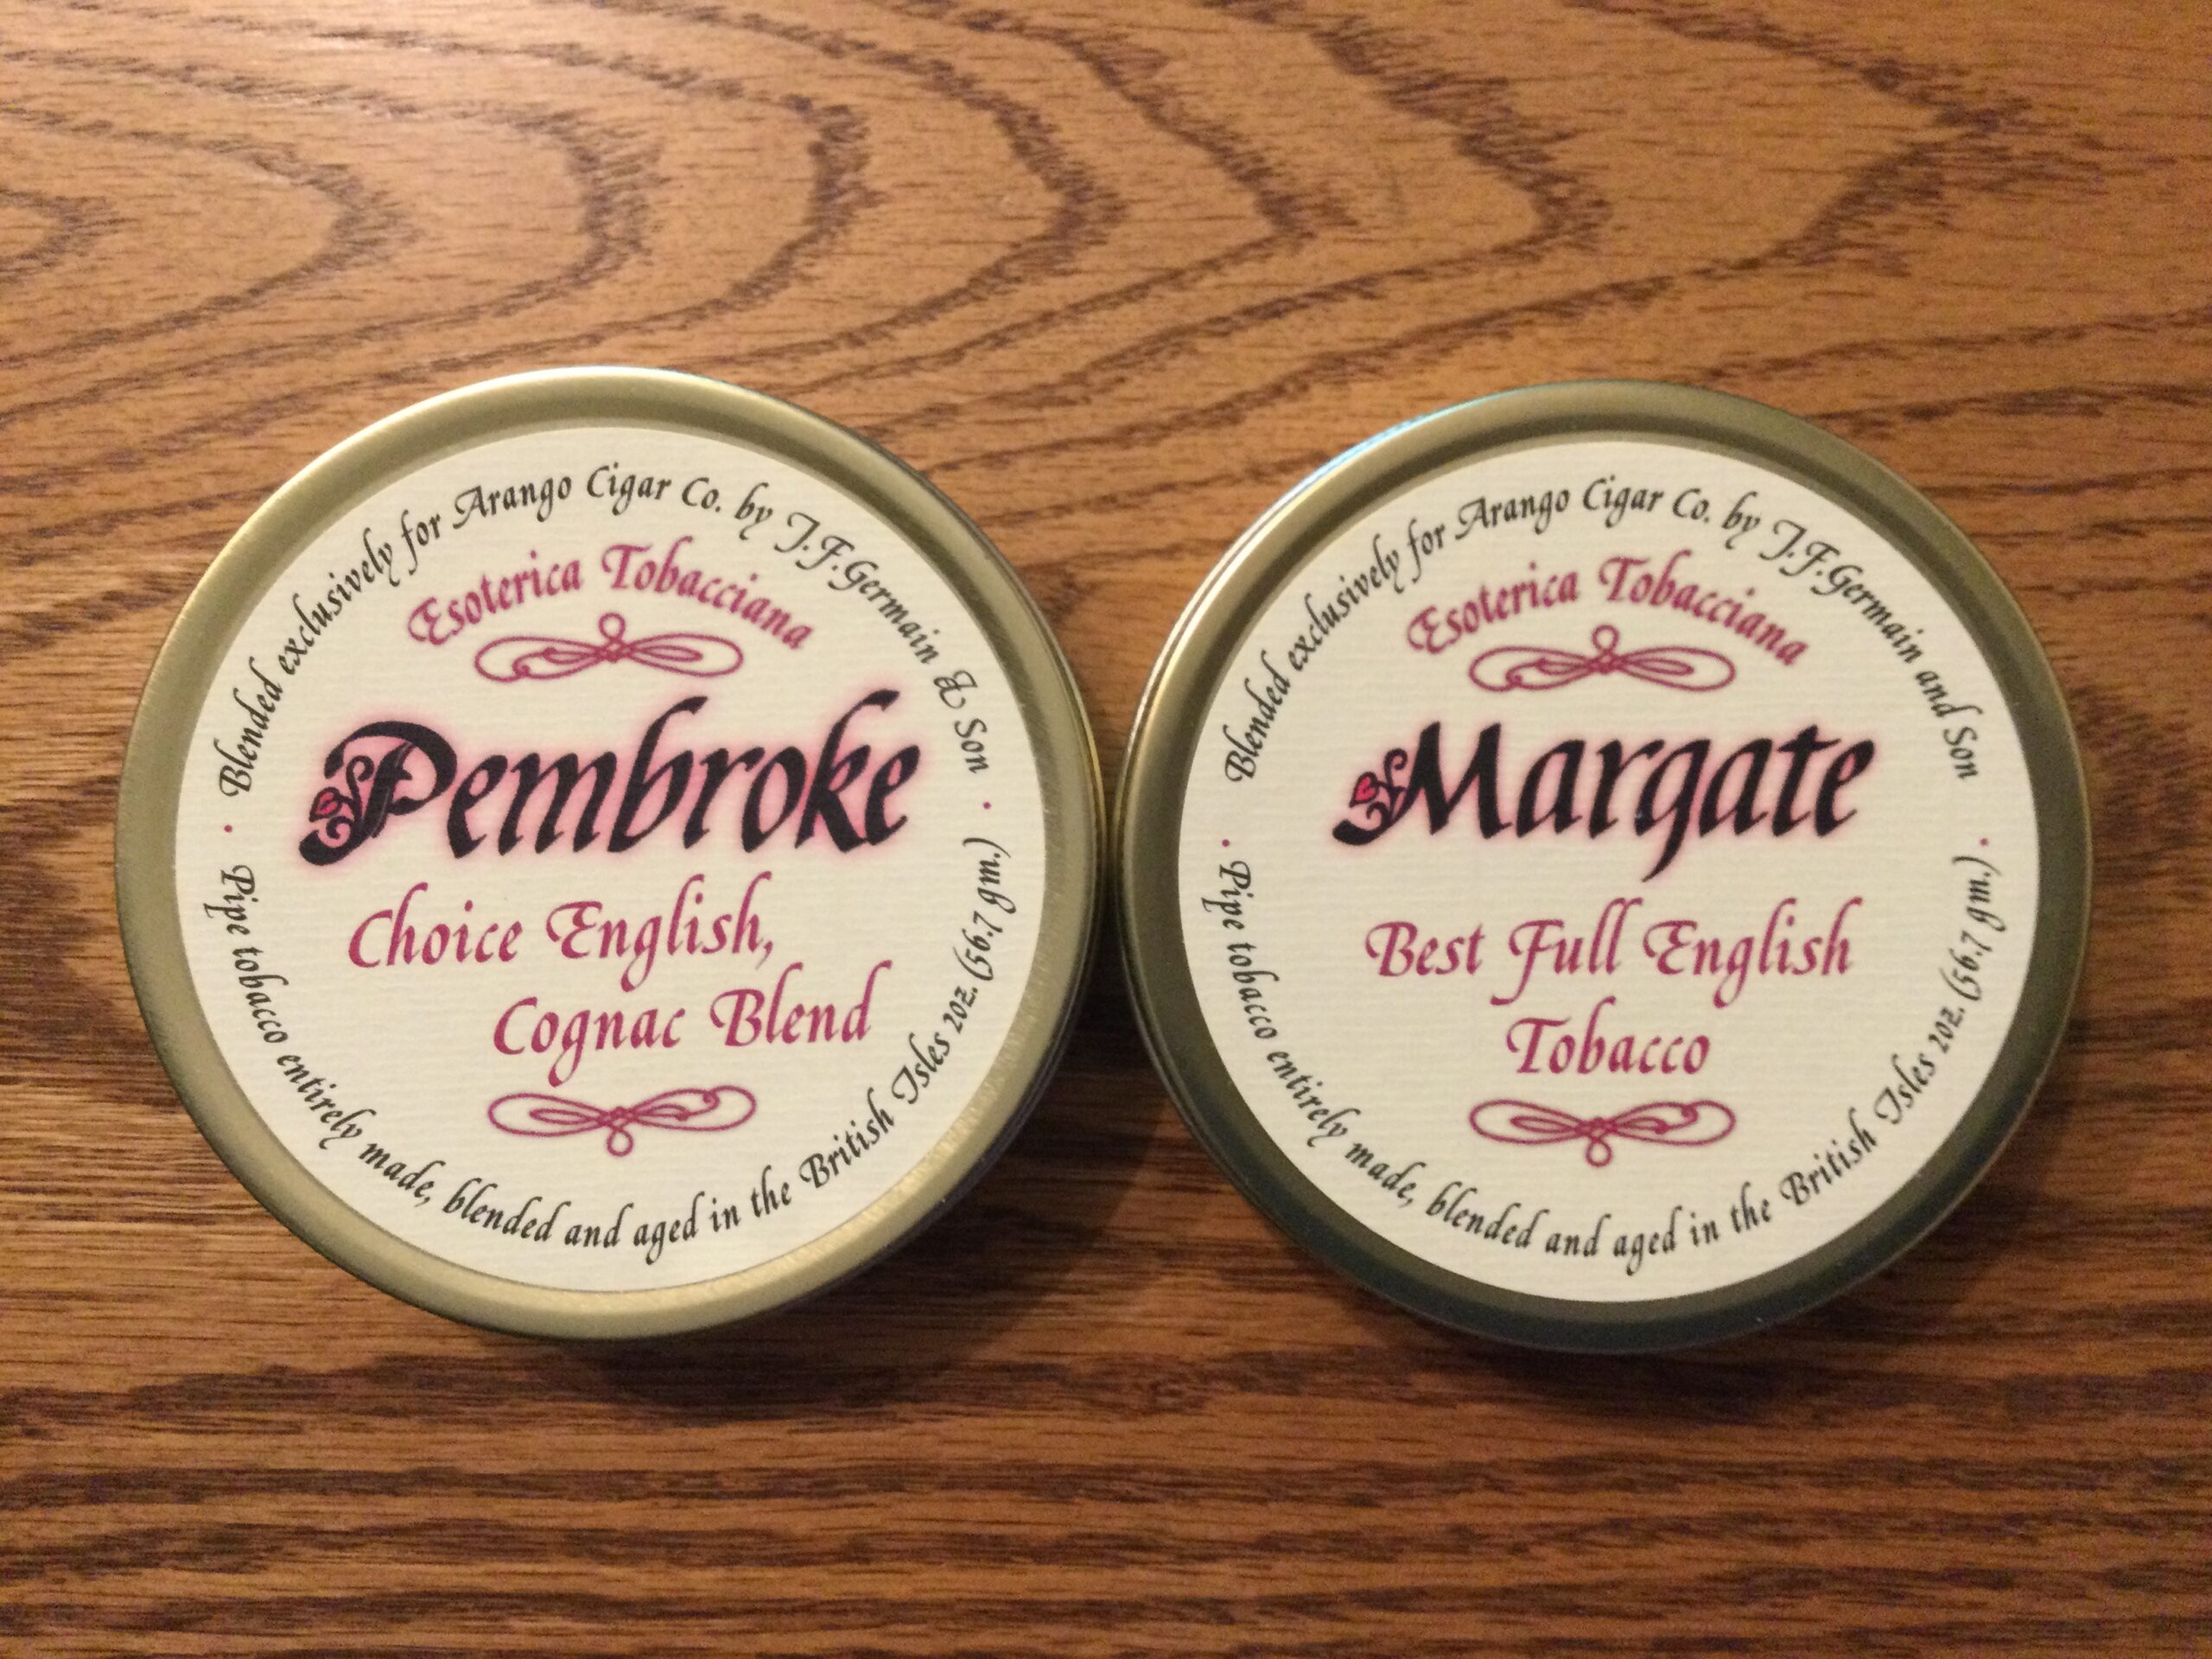 Blended exclusively for Arango Cigar Co. by J.F.Germain & Son
Esoterica Tobacciana
Pembroke
Choice English,
Cognac Blend
Pipe tobacco entirely made, blended and aged in the British Isles 2oz. (56.7 gm.)
Blended exclusively for Arango Cigar Co. by J.F.Germain and Son
Esoterica Tobacciana
Margate
Best Full English
Tobacco
Pipe tobacco entirely made, blended and aged in the British Isles 2oz. (56.7 gm.)